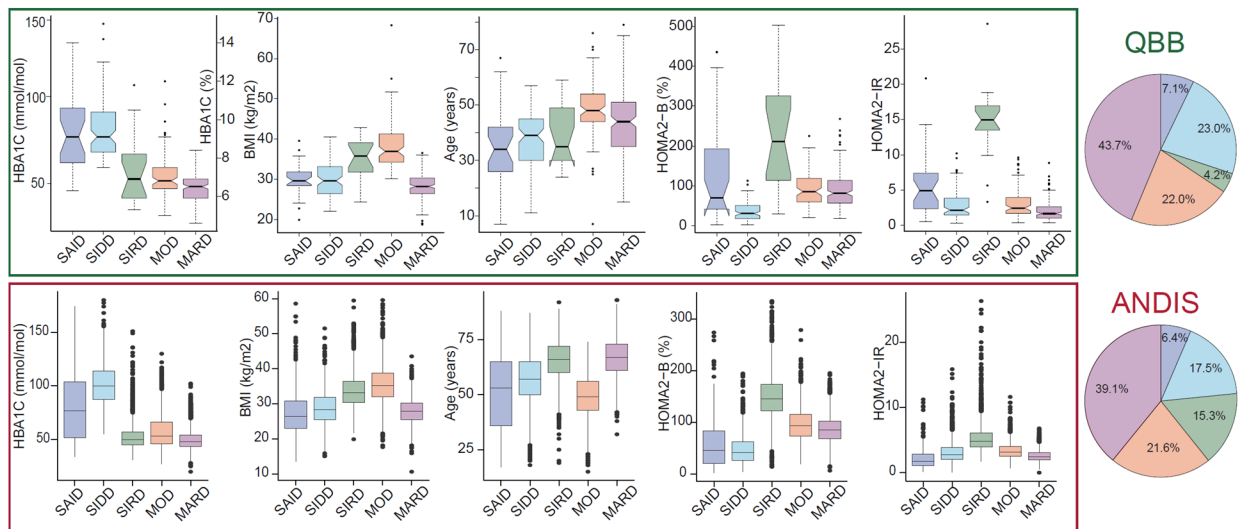 QBB
HBA1C (mmol/mol)
150
100
50
HBA1C (%)
14
12
10
8
6
SAID SIDD SIRD MOD MARD
BMI (kg/m2)
70
60
50
40
30
20
SAID SIDD SIRD MOD MARD
Age (years)
70
50
30
10
SAID SIDD SIRD MOD MARD
HOMA2-B (%)
500
400
300
200
100
0
SAID SIDD SIRD MOD MARD
HOMA2-IR
25
20
15
10
5
0
SAID SIDD SIRD MOD MARD
7.1%
23.0%
4.2%
22.0%
43.7%
ANDIS
HBA1C (mmol/mol)
150
100
50
SAID SIDD SIRD MOD MARD
BMI (kg/m2)
60
50
40
30
20
10
SAID SIDD SIRD MOD MARD
Age (years)
75
50
25
SAID SIDD SIRD MOD MARD
HOMA2-B (%)
300
200
100
0
SAID SIDD SIRD MOD MARD
HOMA2-IR
20
10
0
SAID SIDD SIRD MOD MARD
6.4%
17.5%
15.3%
21.6%
39.1%